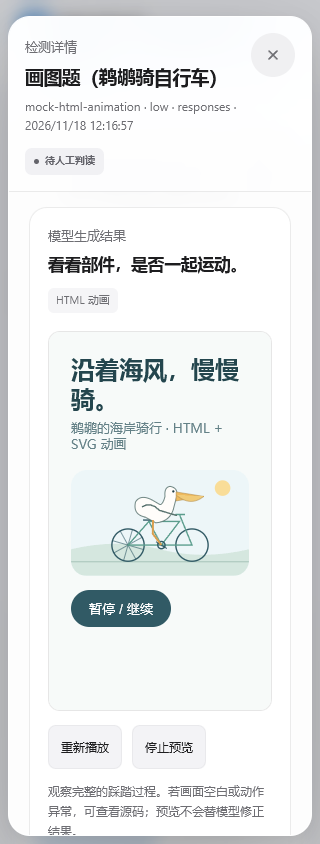 检测详情
画图题（鹈鹕骑自行车）
mock-html-animation · low · responses ·
2026/11/18 12:16:57
待人工判读
模型生成结果
看看部件，是否一起运动。
HTML 动画
沿着海风，慢慢
骑。
鹈鹕的海岸骑行 · HTML +
SVG 动画
暂停 / 继续
重新播放
停止预览
观察完整的踩踏过程。若画面空白或动作
异常，可查看源码；预览不会替模型修正
结果。